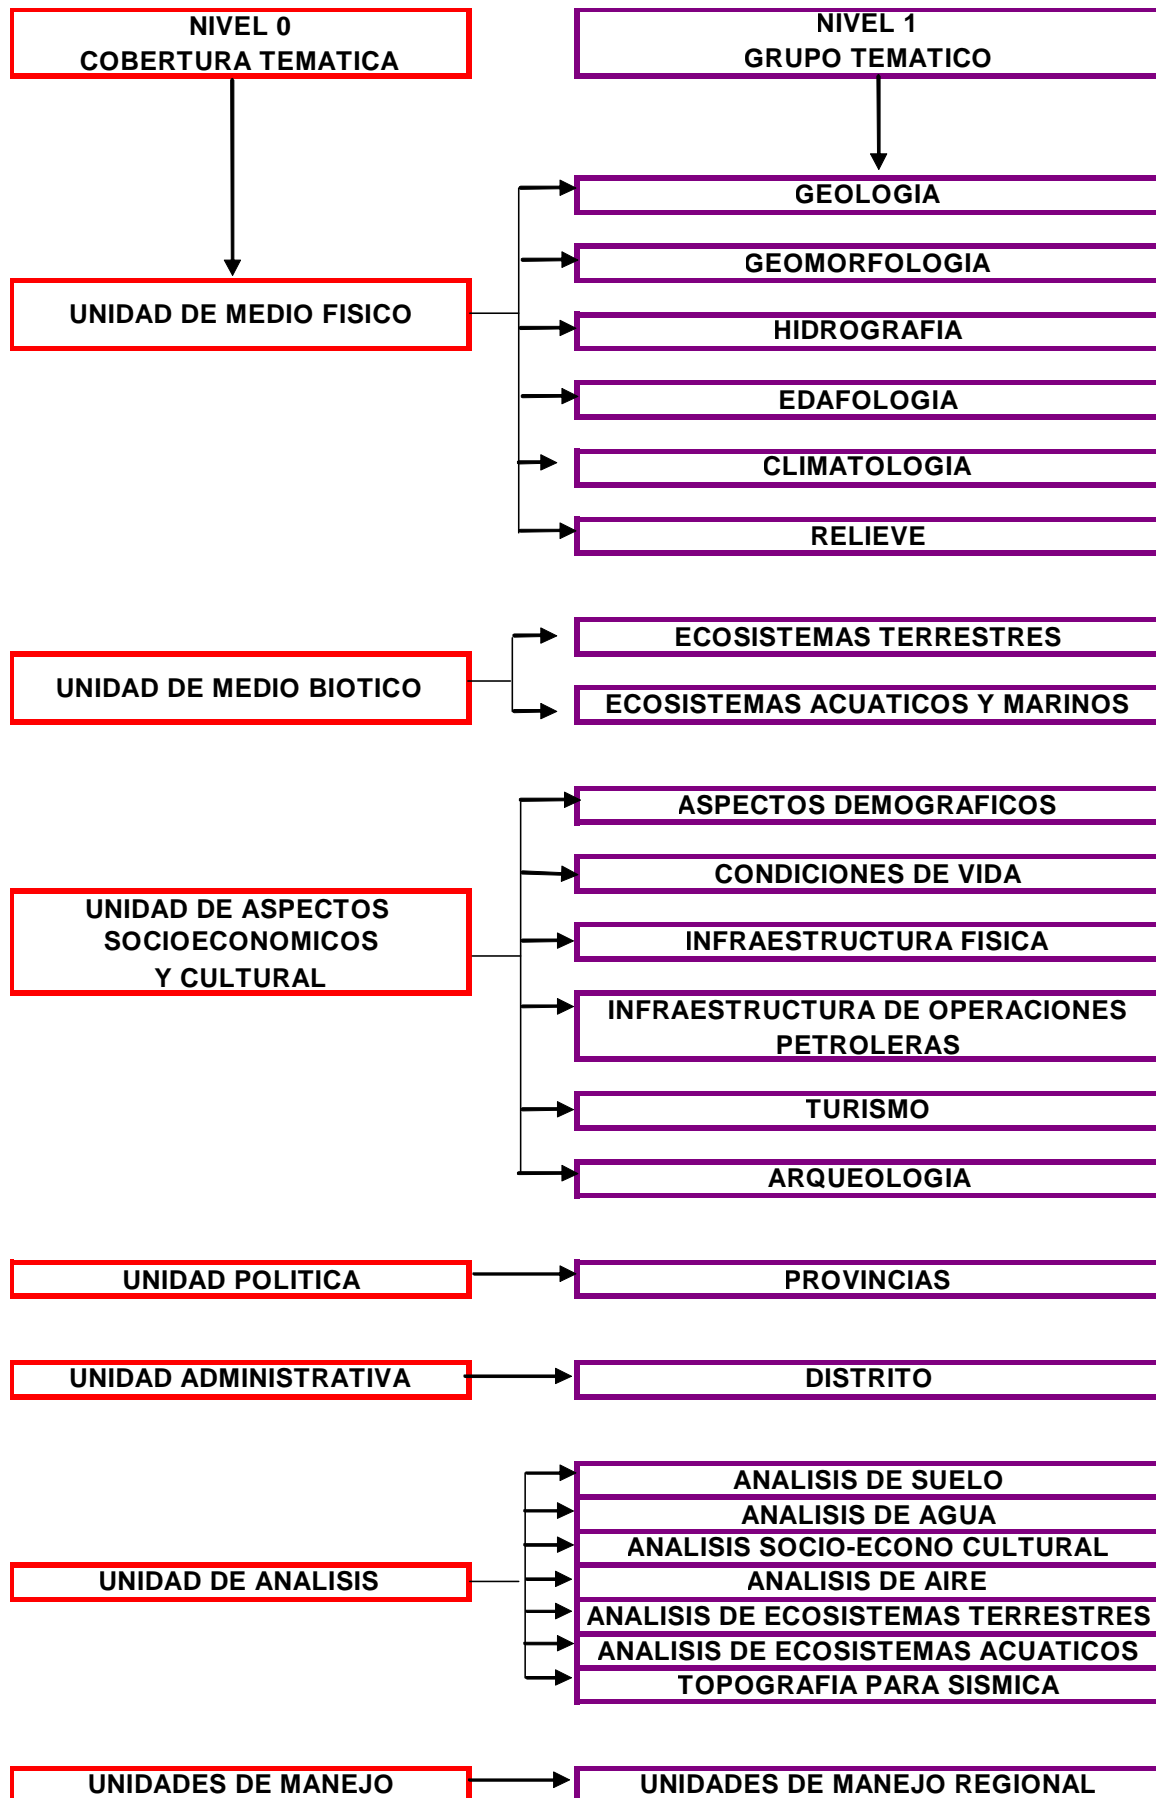 NIVEL 0
COBERTURA TEMATICA
NIVEL 1
GRUPO TEMATICO
UNIDAD DE MEDIO FISICO
GEOLOGIA
GEOMORFOLOGIA
HIDROGRAFIA
EDAFOLOGIA
CLIMATOLOGIA
RELIEVE
UNIDAD DE MEDIO BIOTICO
ECOSISTEMAS TERRESTRES
ECOSISTEMAS ACUATICOS Y MARINOS
UNIDAD DE ASPECTOS
SOCIOECONOMICOS
Y CULTURAL
ASPECTOS DEMOGRAFICOS
CONDICIONES DE VIDA
INFRAESTRUCTURA FISICA
INFRAESTRUCTURA DE OPERACIONES
PETROLERAS
TURISMO
ARQUEOLOGIA
UNIDAD POLITICA
PROVINCIAS
UNIDAD ADMINISTRATIVA
DISTRITO
UNIDAD DE ANALISIS
ANALISIS DE SUELO
ANALISIS DE AGUA
ANALISIS SOCIO-ECONO CULTURAL
ANALISIS DE AIRE
ANALISIS DE ECOSISTEMAS TERRESTRES
ANALISIS DE ECOSISTEMAS ACUATICOS
TOPOGRAFIA PARA SISMICA
UNIDADES DE MANEJO
UNIDADES DE MANEJO REGIONAL